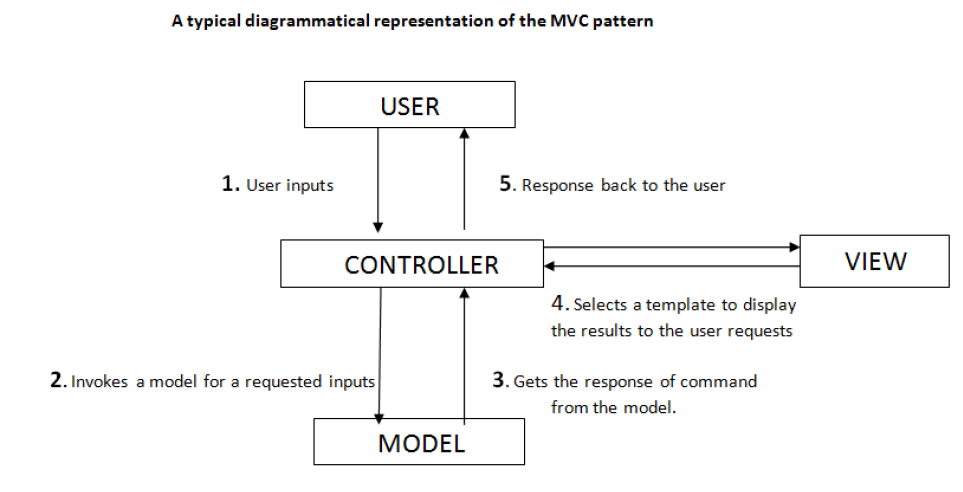 A typical diagrammatical representation of the MVC pattern
USER
1. User inputs
5. Response back to the user
CONTROLLER
VIEW
4. Selects a template to display
the results to the user requests
2. Invokes a model for a requested inputs
3. Gets the response of command
from the model.
MODEL